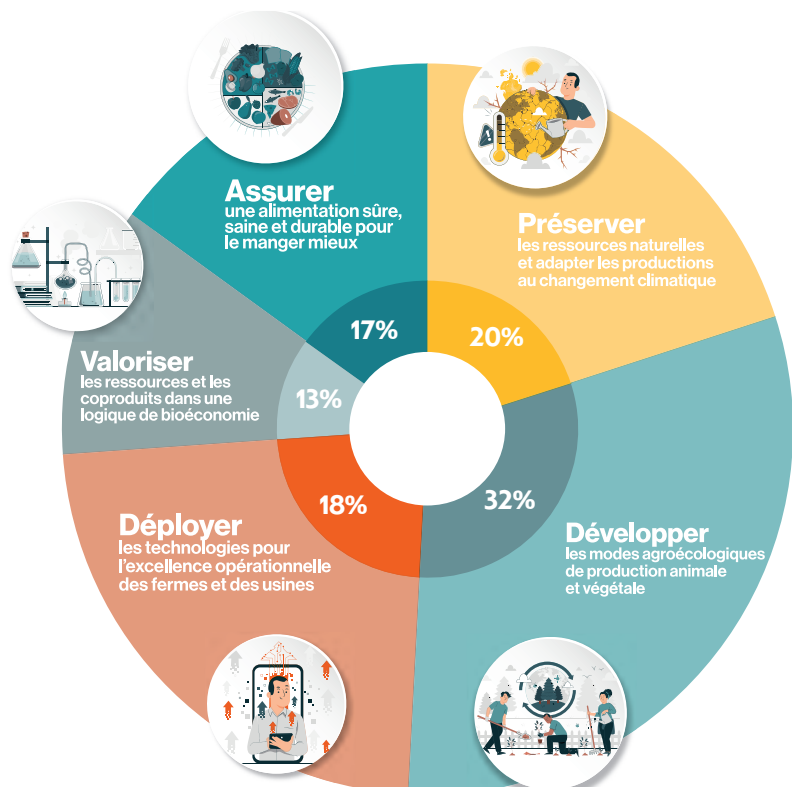 Assurer
une alimentation sûre,
saine et durable pour
le manger mieux
17%
Préserver
les ressources naturelles
et adapter les productions
au changement climatique
20%
Valoriser
les ressources et les
coproduits dans une
logique de bioéconomie
13%
Déployer
les technologies pour
l'excellence opérationnelle
des fermes et des usines
18%
Développer
les modes agroécologiques
de production animale
et végétale
32%